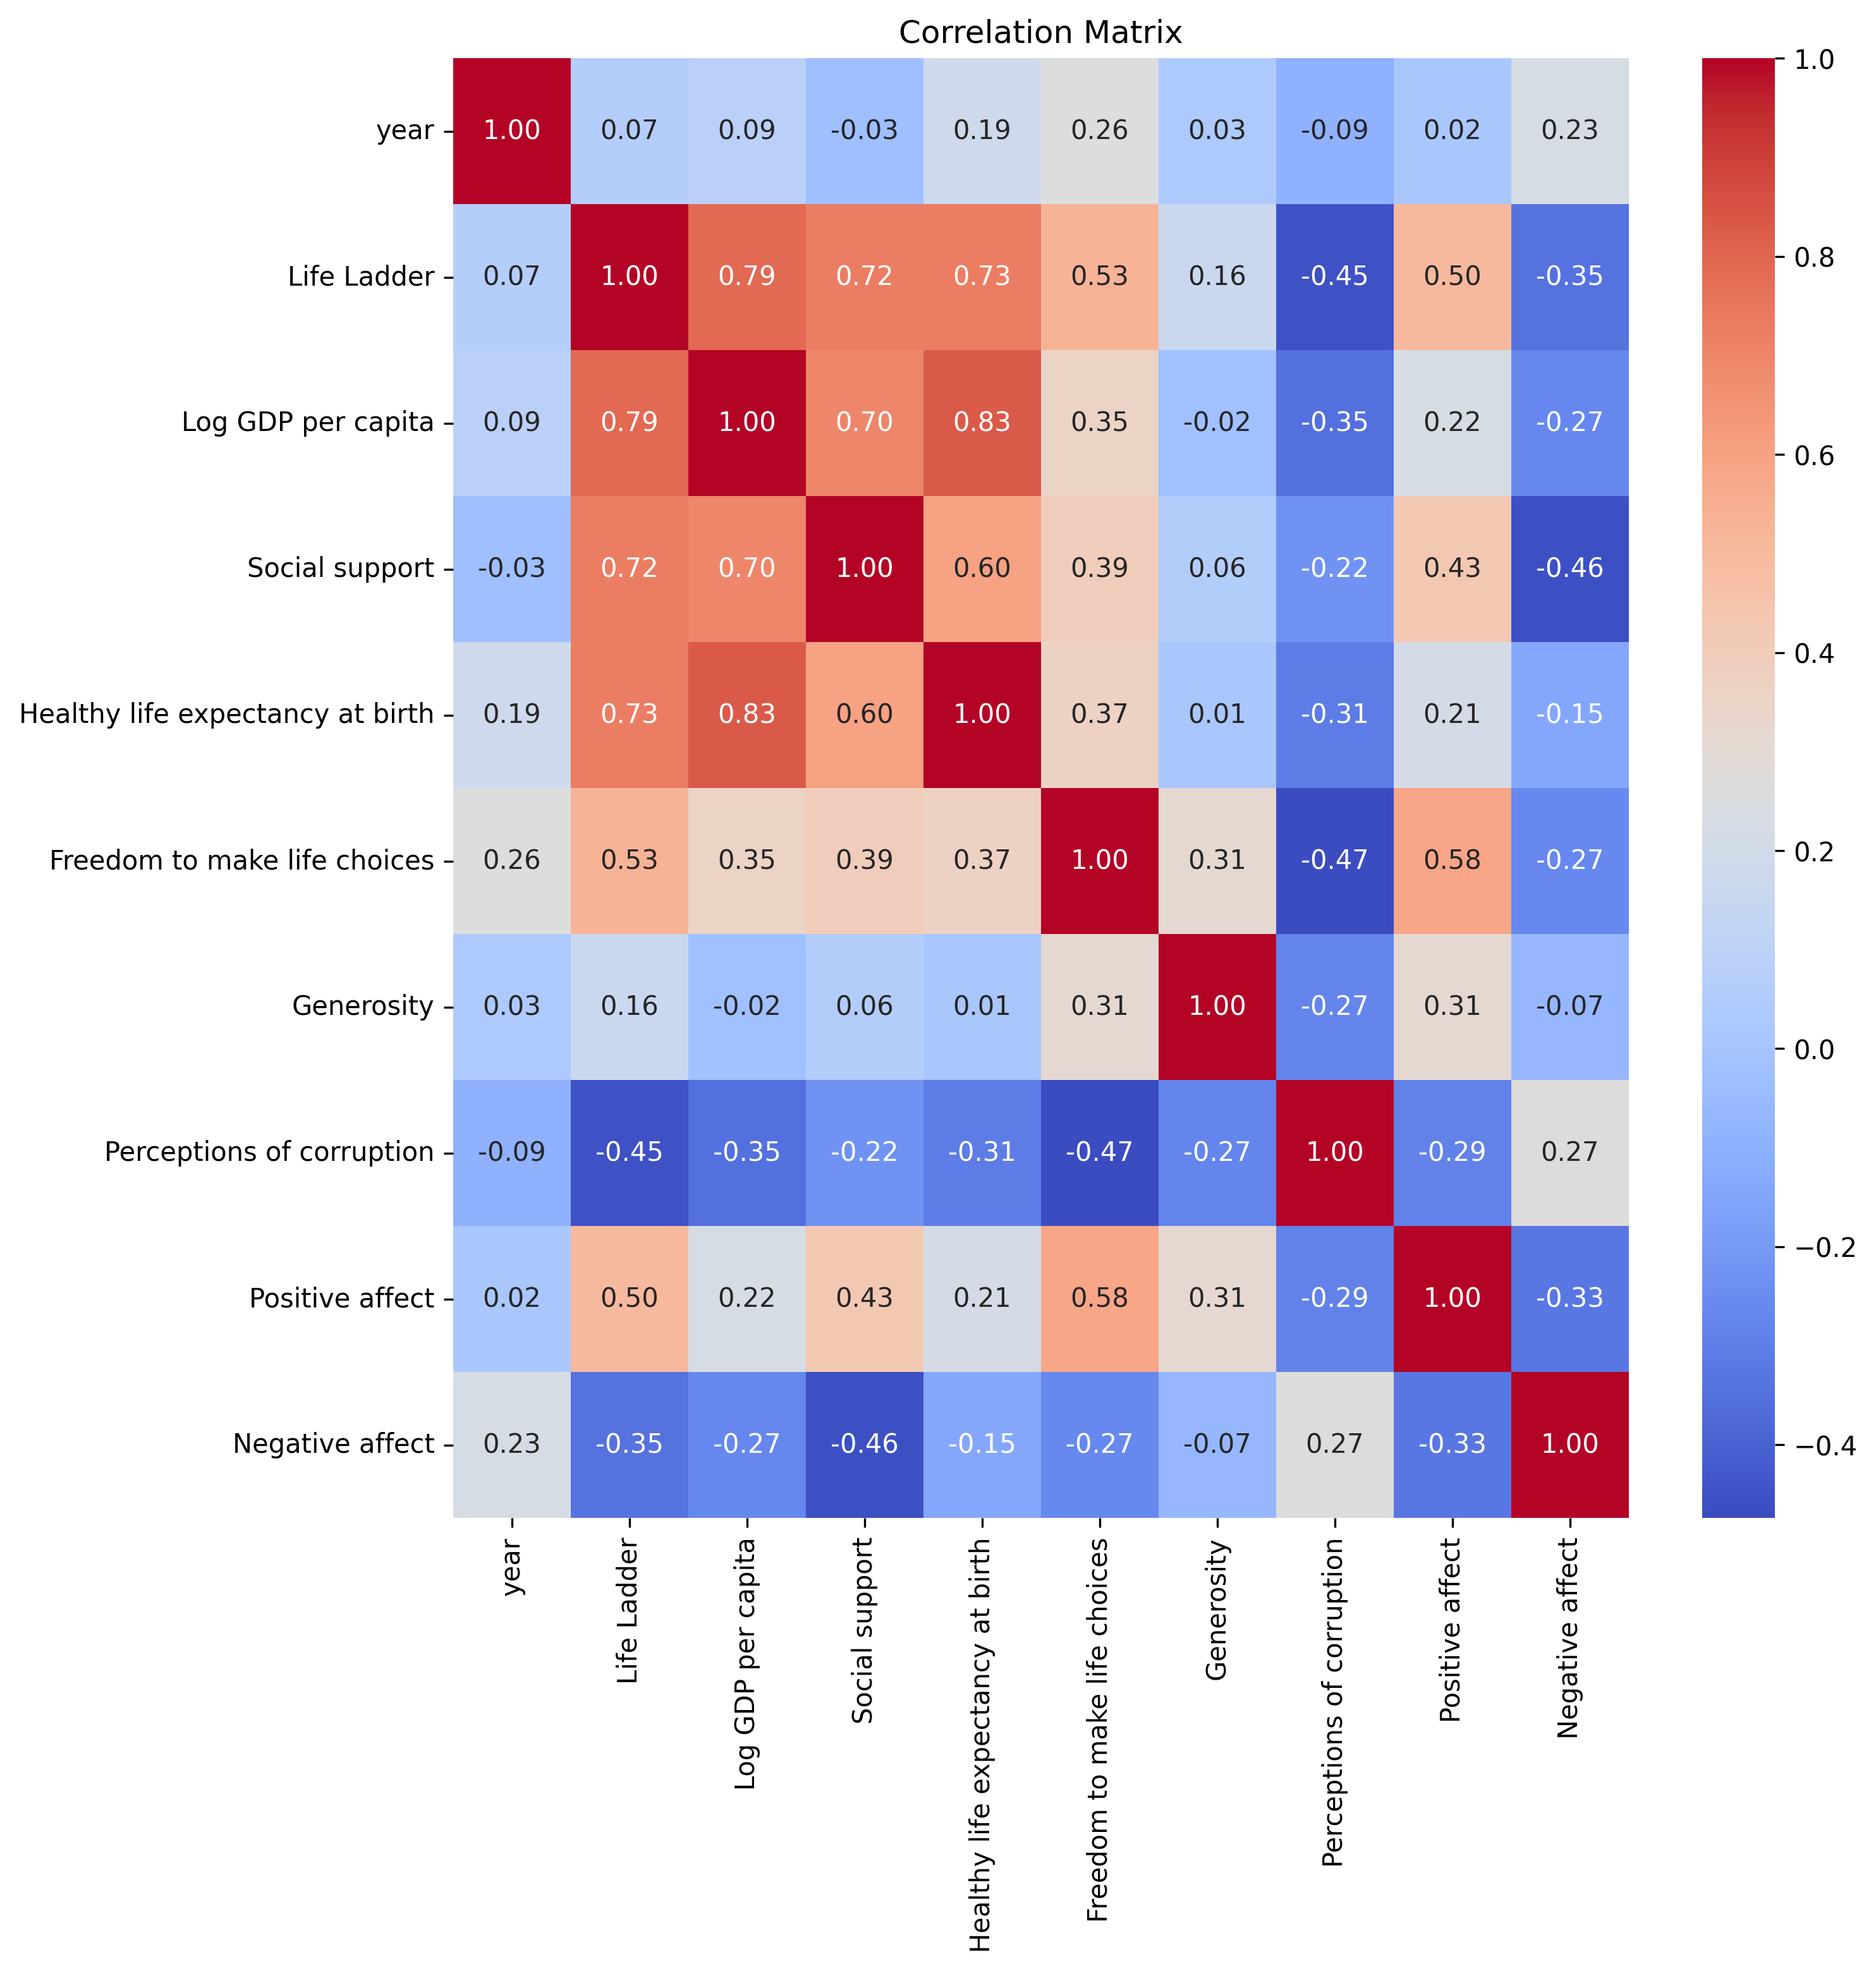 Correlation Matrix
year 1.00 0.07 0.09 -0.03 0.19 0.26 0.03 -0.09 0.02 0.23
Life Ladder 0.07 1.00 0.79 0.72 0.73 0.53 0.16 -0.45 0.50 -0.35
Log GDP per capita 0.09 0.79 1.00 0.70 0.83 0.35 -0.02 -0.35 0.22 -0.27
Social support -0.03 0.72 0.70 1.00 0.60 0.39 0.06 -0.22 0.43 -0.46
Healthy life expectancy at birth 0.19 0.73 0.83 0.60 1.00 0.37 0.01 -0.31 0.21 -0.15
Freedom to make life choices 0.26 0.53 0.35 0.39 0.37 1.00 0.31 -0.47 0.58 -0.27
Generosity 0.03 0.16 -0.02 0.06 0.01 0.31 1.00 -0.27 0.31 -0.07
Perceptions of corruption -0.09 -0.45 -0.35 -0.22 -0.31 -0.47 -0.27 1.00 -0.29 0.27
Positive affect 0.02 0.50 0.22 0.43 0.21 0.58 0.31 -0.29 1.00 -0.33
Negative affect 0.23 -0.35 -0.27 -0.46 -0.15 -0.27 -0.07 0.27 -0.33 1.00
year
Life Ladder
Log GDP per capita
Social support
Healthy life expectancy at birth
Freedom to make life choices
Generosity
Perceptions of corruption
Positive affect
Negative affect
1.0
0.8
0.6
0.4
0.2
0.0
−0.2
−0.4